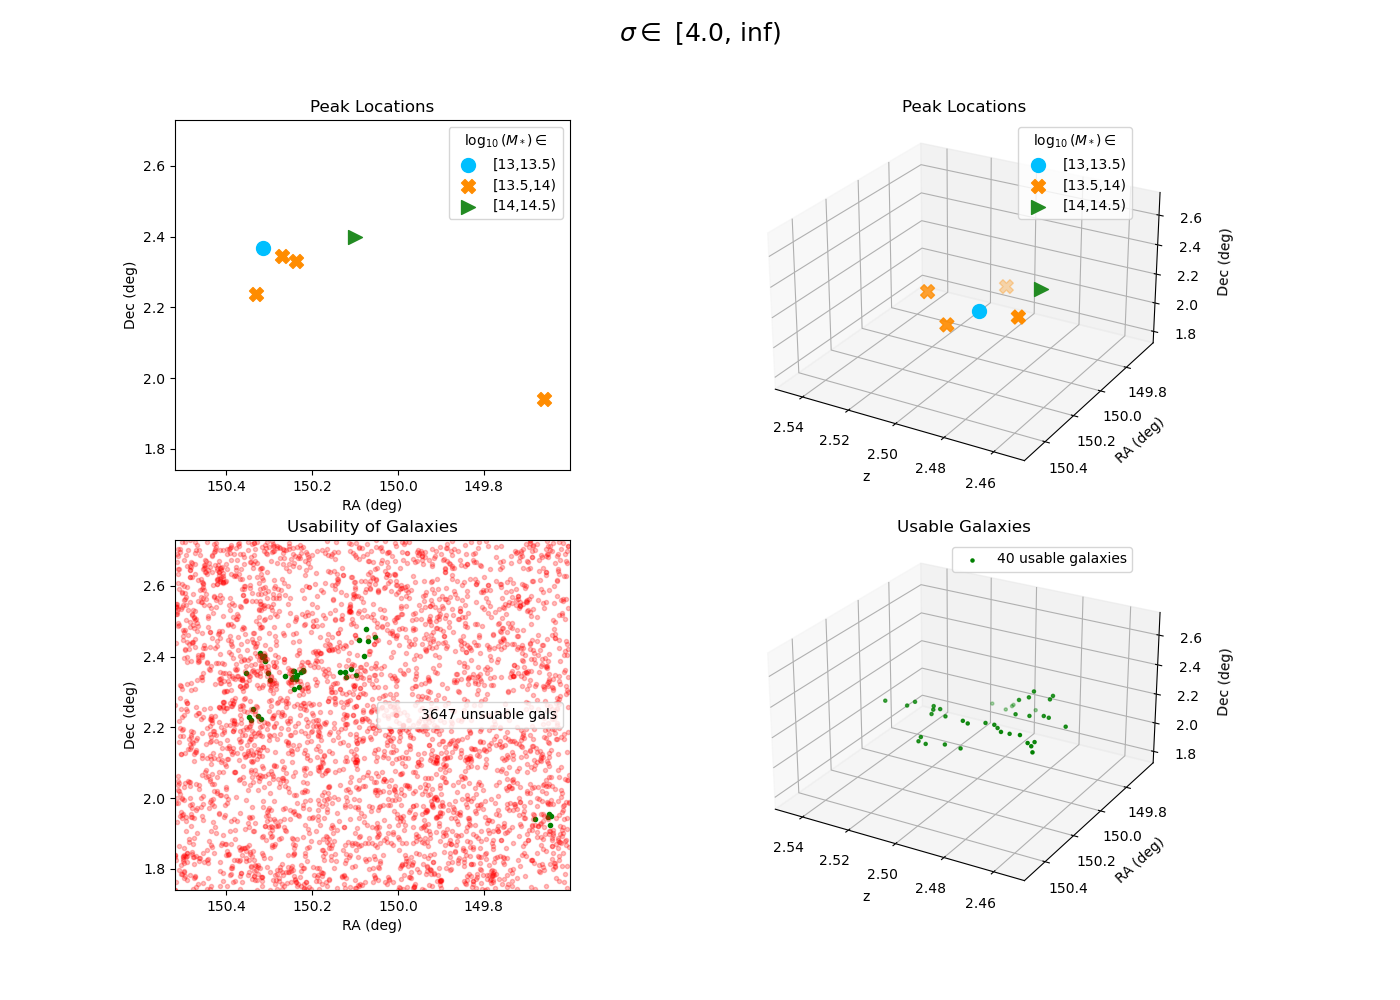 σ ∈ [4.0, inf)
Peak Locations
log₁₀(M*) ∈
[13,13.5)
[13.5,14)
[14,14.5)
2.6
2.4
2.2
2.0
1.8
Dec (deg)
150.4 150.2 150.0 149.8
RA (deg)
Peak Locations
log₁₀(M*) ∈
[13,13.5)
[13.5,14)
[14,14.5)
2.6
2.4
2.2
2.0
1.8
Dec (deg)
149.8
150.0
150.2
150.4
RA (deg)
2.54
2.52
2.50
2.48
2.46
z
Usability of Galaxies
3647 unsuable gals
2.6
2.4
2.2
2.0
1.8
Dec (deg)
150.4 150.2 150.0 149.8
RA (deg)
Usable Galaxies
40 usable galaxies
2.6
2.4
2.2
2.0
1.8
Dec (deg)
149.8
150.0
150.2
150.4
RA (deg)
2.54
2.52
2.50
2.48
2.46
z